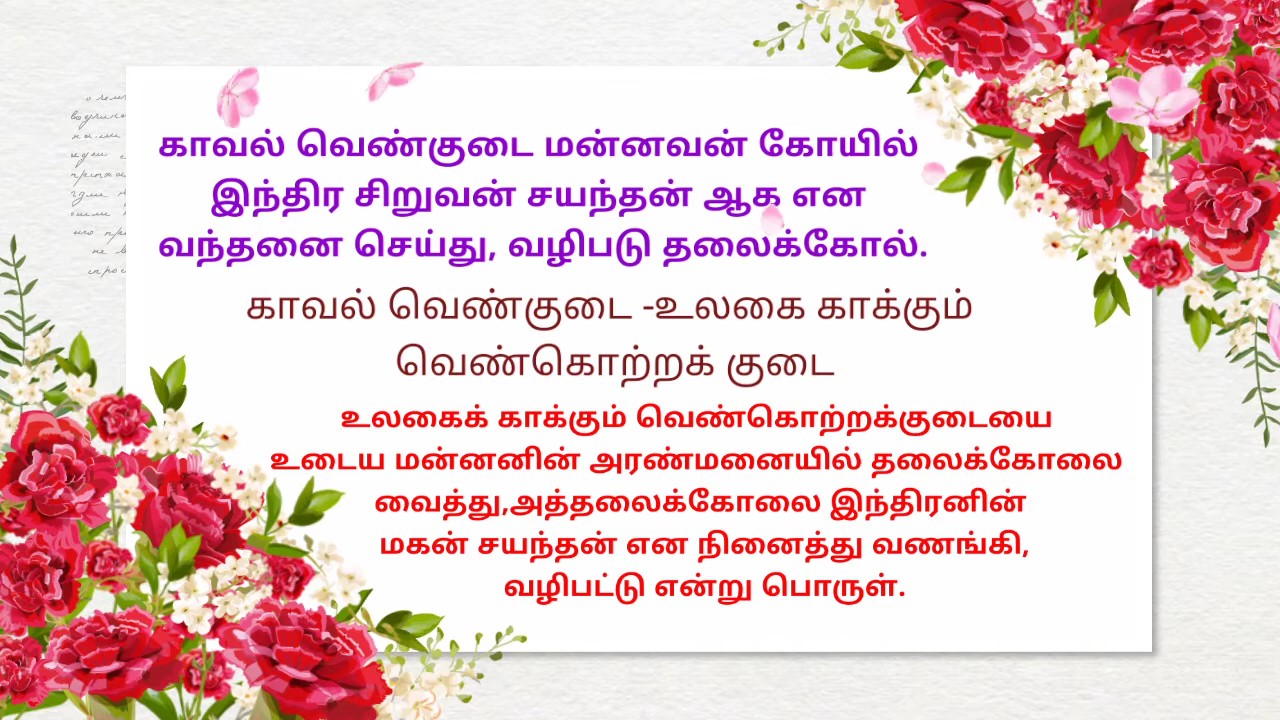 காவல் வெண்குடை மன்னவன் கோயில்
இந்திர சிறுவன் சயந்தன் ஆக என
வந்தனை செய்து, வழிபடு தலைக்கோல்.
காவல் வெண்குடை -உலகை காக்கும்
வெண்கொற்றக் குடை
உலகைக் காக்கும் வெண்கொற்றக்குடையை
உடைய மன்னனின் அரண்மனையில் தலைக்கோலை
வைத்து,அத்தலைக்கோலை இந்திரனின்
மகன் சயந்தன் என நினைத்து வணங்கி,
வழிபட்டு என்று பொருள்.